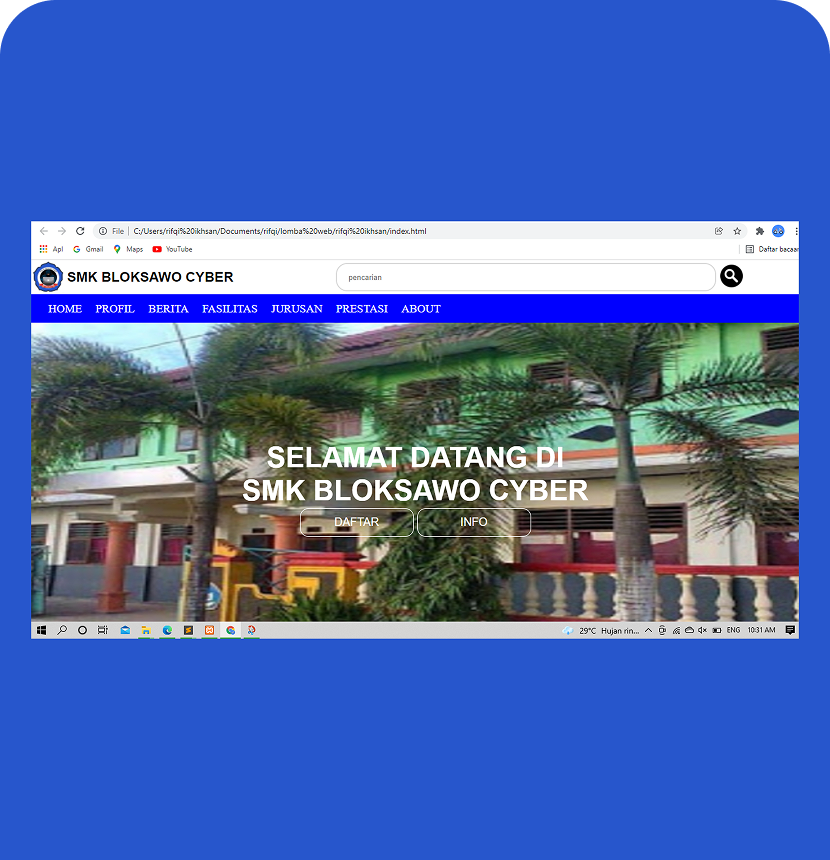 File C:/Users/rifqi%20ikhsan/Documents/rifqi/lomba%20web/rifqi%20ikhsan/index.html
Apl Gmail Maps YouTube Daftar bacaan
SMK BLOKSAWO CYBER pencarian
HOME PROFIL BERITA FASILITAS JURUSAN PRESTASI ABOUT
SELAMAT DATANG DI
SMK BLOKSAWO CYBER
DAFTAR INFO
29°C Hujan rin... ENG 10:31 AM